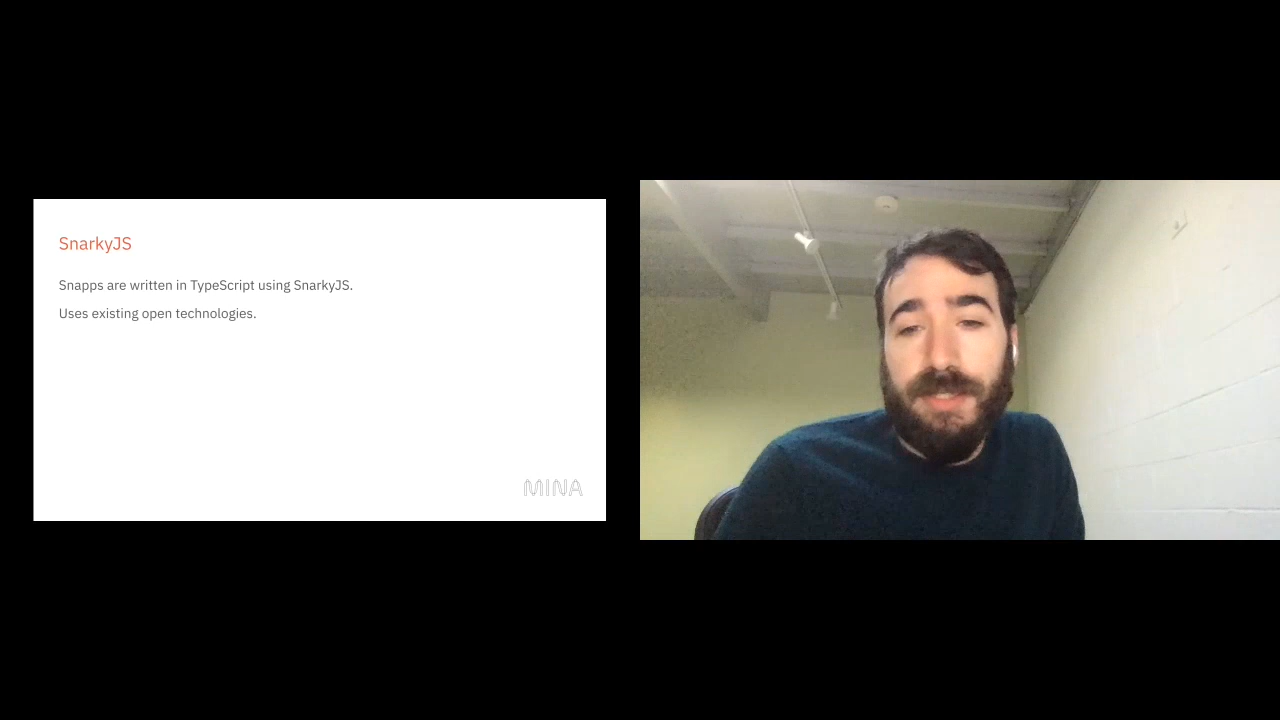 SnarkyJS
Snapps are written in TypeScript using SnarkyJS.
Uses existing open technologies.
MINA